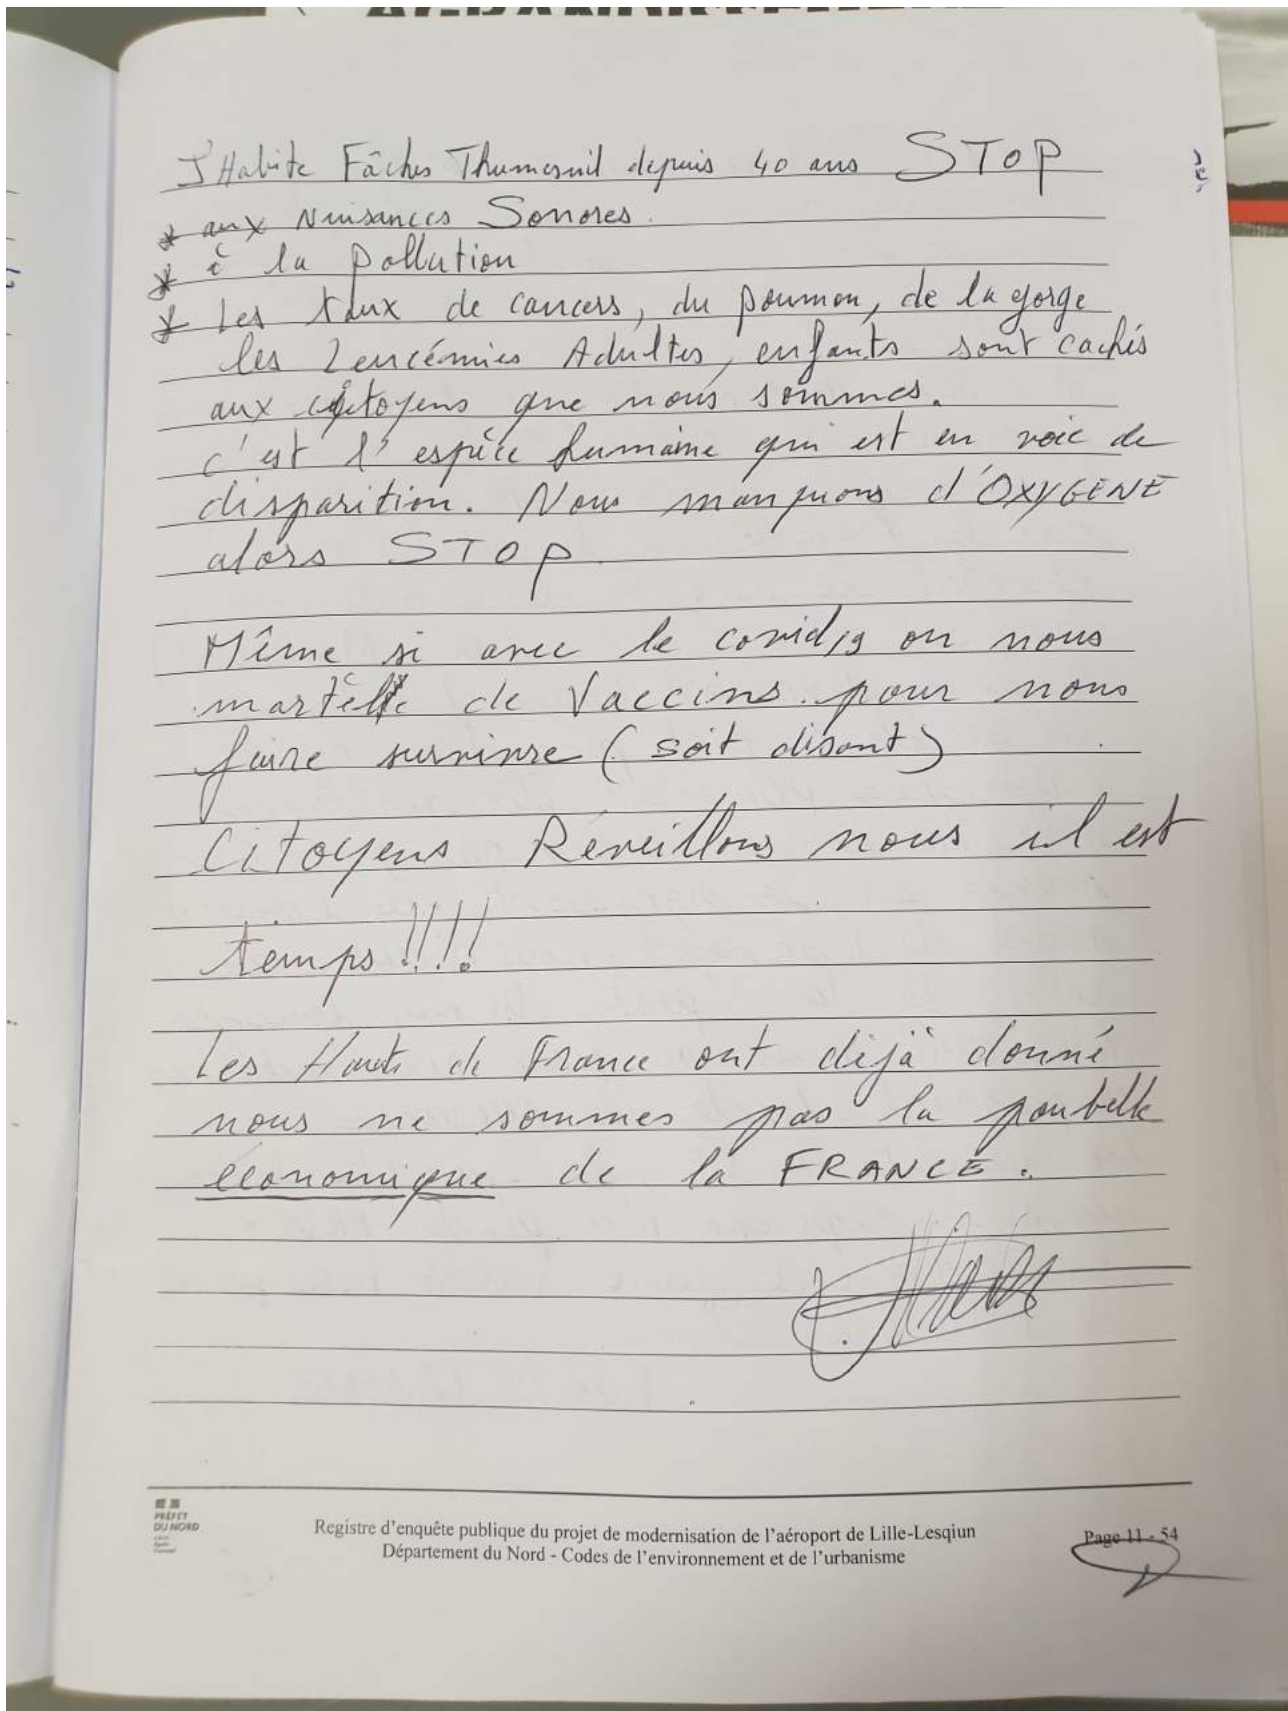 J Habite Fâches Thumesnil depuis 40 ans STOP
* aux Nuisances Sonores.
* à la pollution
* Les taux de cancers, du poumon, de la gorge
les Leucémies Adultes, enfants sont cachés
aux citoyens que nous sommes.
c'est l'espèce humaine qui est en voie de
disparition. Nous manquons d'OXYGENE
alors STOP
Même si avec le covid19 on nous
martèle de Vaccins pour nous
faire survivre (soit disant)
Citoyens Réveillons nous il est
temps !!!!
Les Hauts de France ont déjà donné
nous ne sommes pas la poubelle
économique de la FRANCE.
PRÉFET
DU NORD
Registre d'enquête publique du projet de modernisation de l'aéroport de Lille-Lesqiun
Département du Nord - Codes de l'environnement et de l'urbanisme
Page 11 - 54